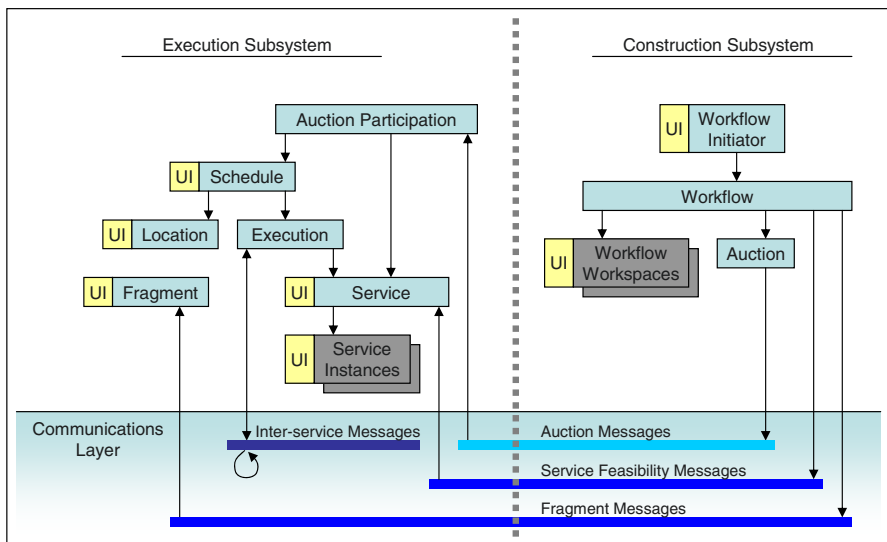 Execution Subsystem
Construction Subsystem
Auction Participation
UI
Workflow
Initiator
UI
Schedule
Workflow
UI
Location
Execution
UI
Workflow
Workspaces
Auction
UI
Fragment
UI
Service
UI
Service
Instances
Communications
Layer
Inter-service Messages
Auction Messages
Service Feasibility Messages
Fragment Messages